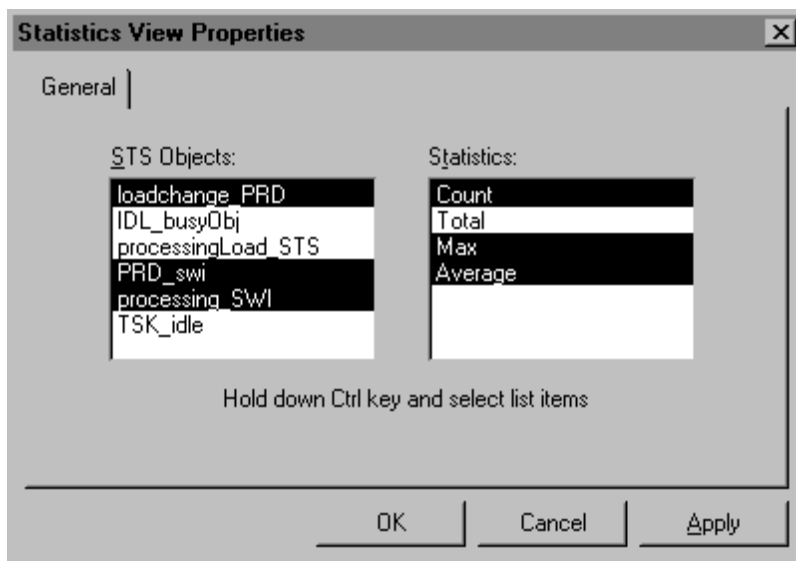 Statistics View Properties
General
STS Objects:
Statistics:
loadchange_PRD
IDL_busyObj
processingLoad_STS
PRD_swi
processing_SWI
TSK_idle
Count
Total
Max
Average
Hold down Ctrl key and select list items
OK
Cancel
Apply